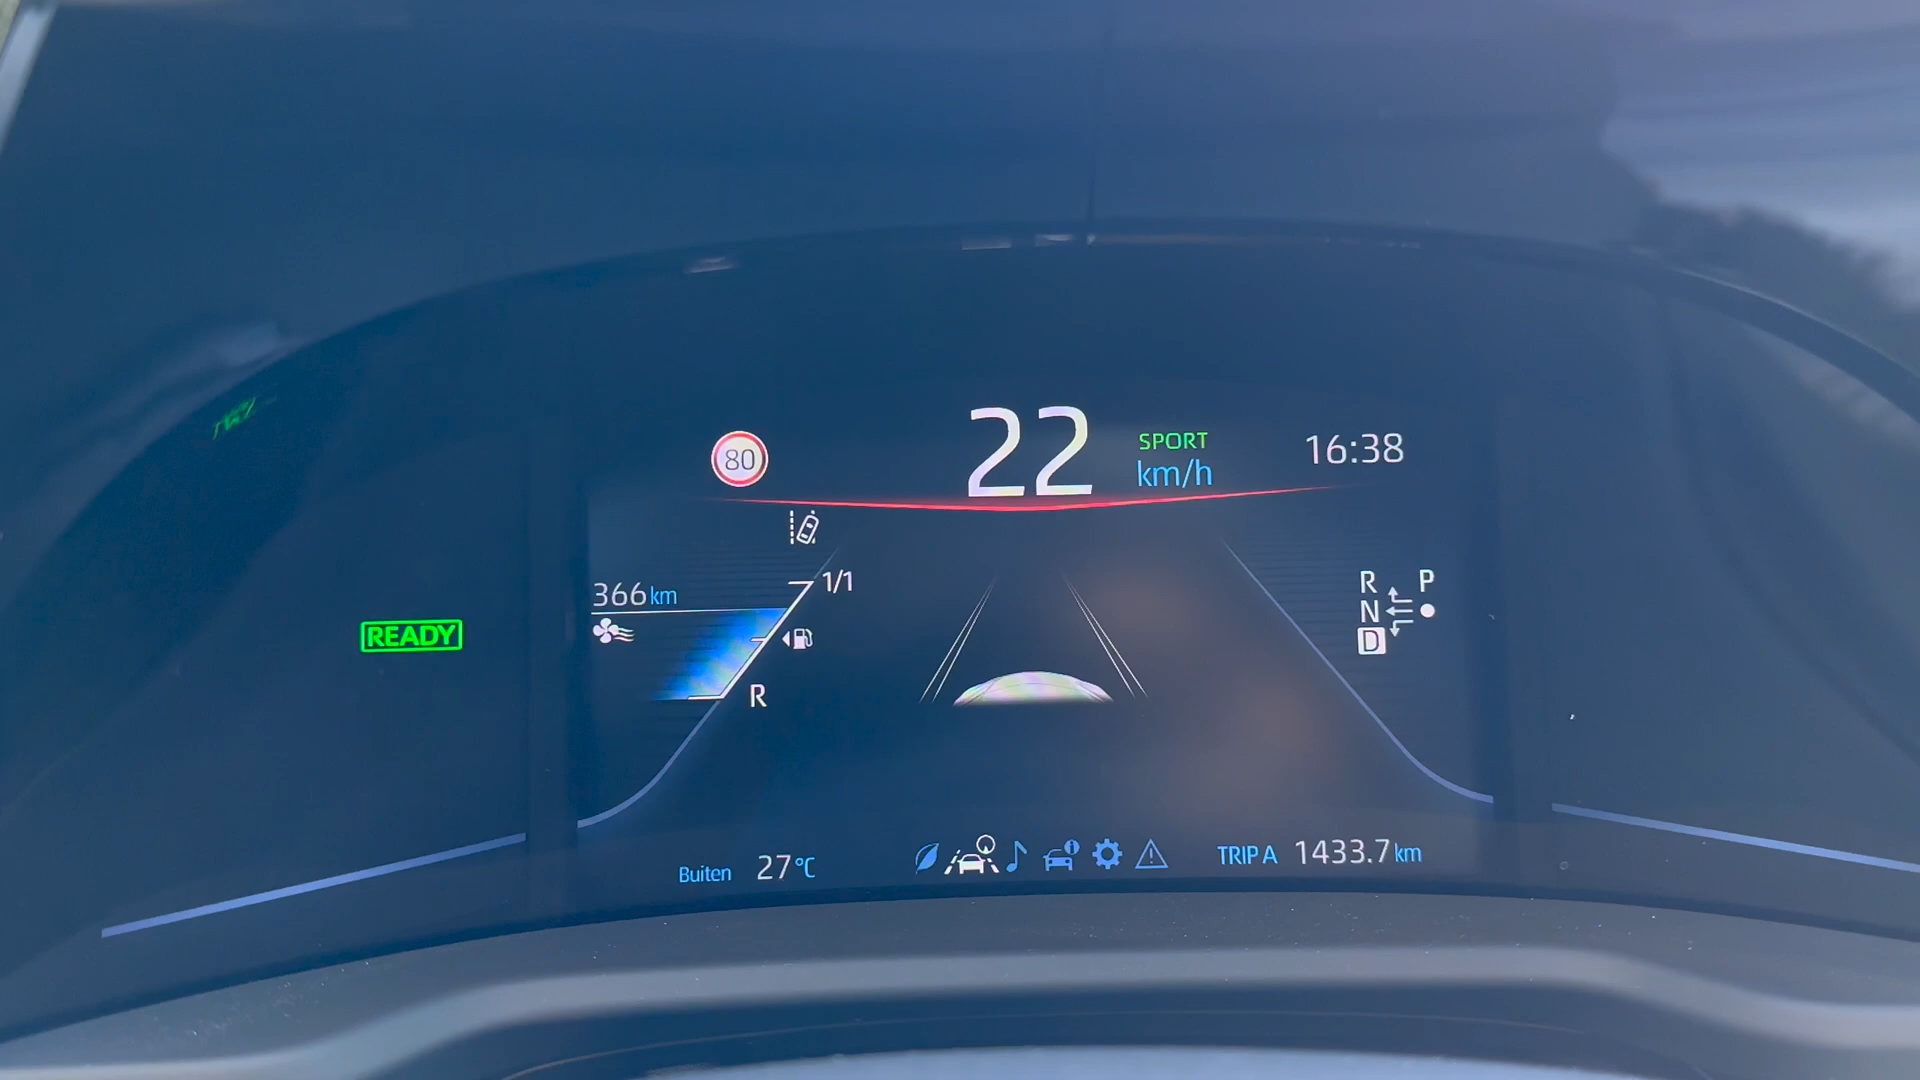 80
22
SPORT
km/h
16:38
366 km
1/1
R
READY
R P
N
D
Buiten 27°C
TRIP A 1433.7 km